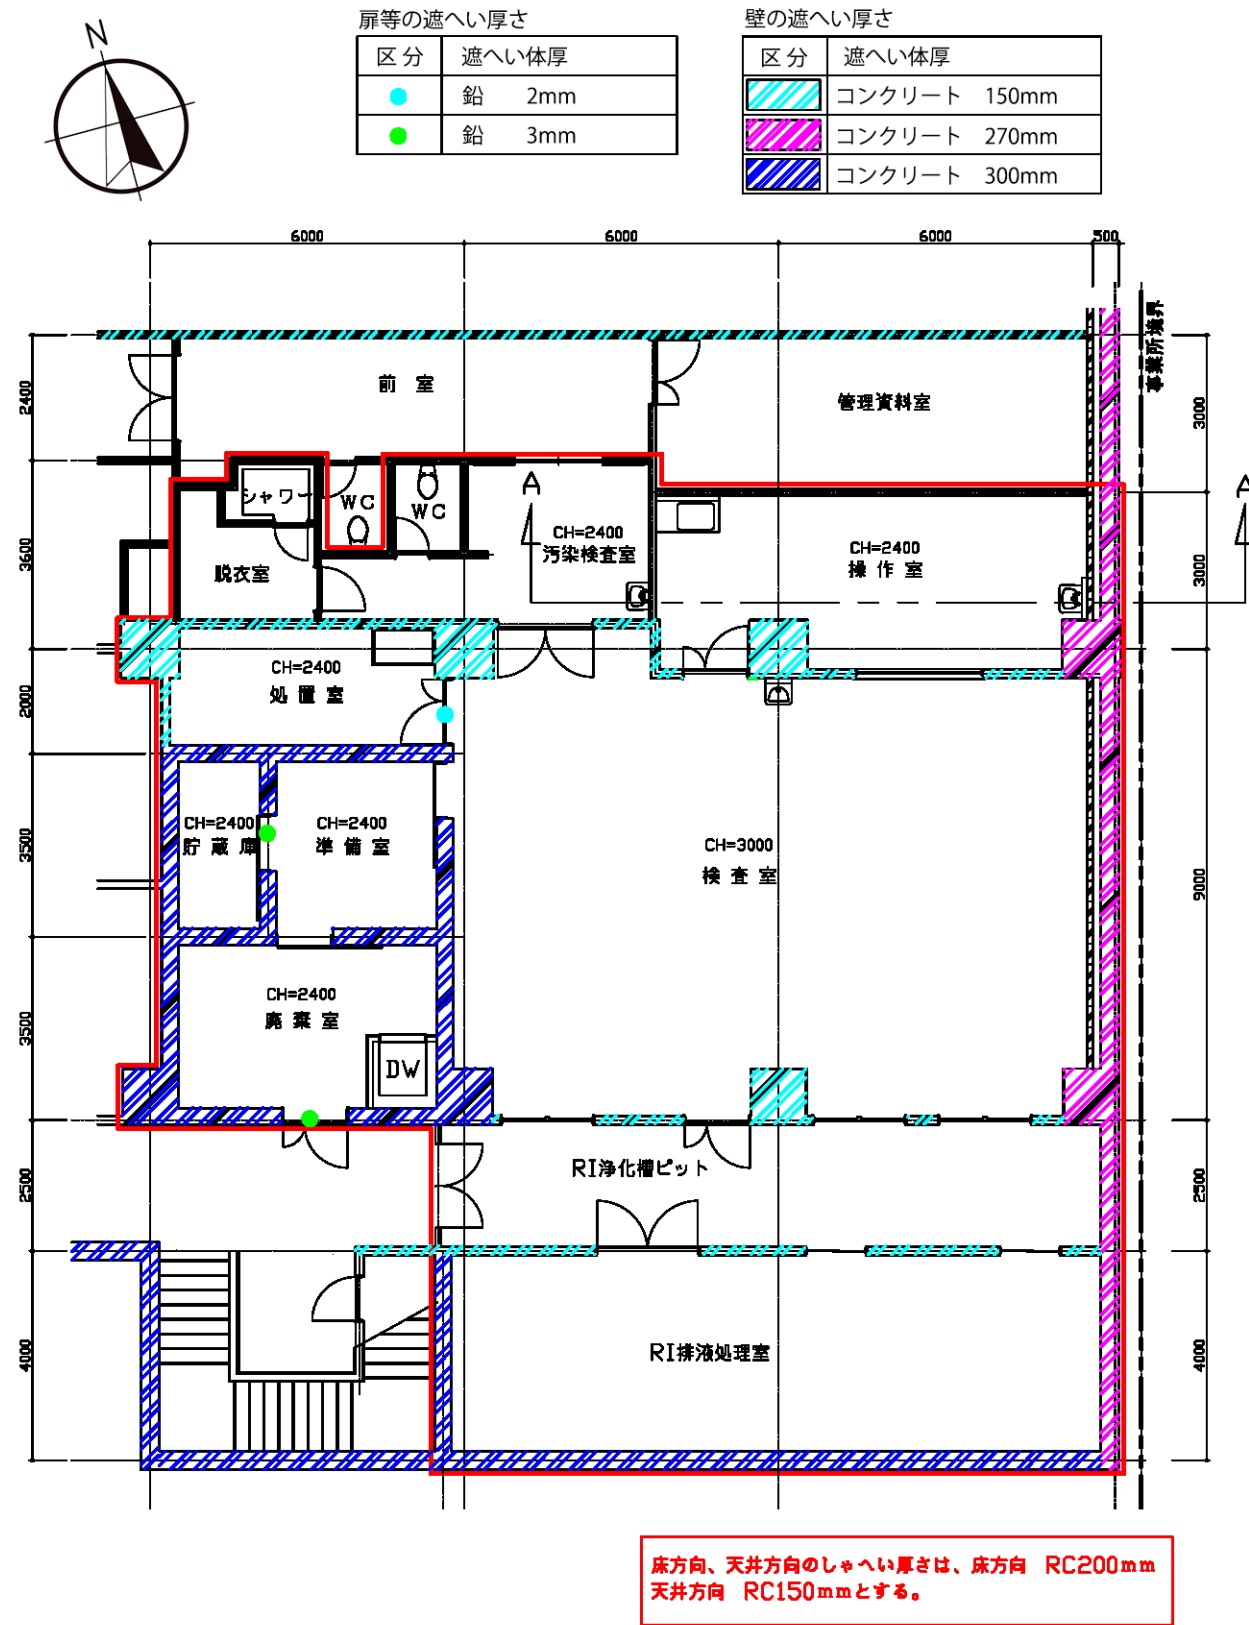 扉等の遮へい厚さ
区分 遮へい体厚
鉛 2mm
鉛 3mm
壁の遮へい厚さ
区分 遮へい体厚
コンクリート 150mm
コンクリート 270mm
コンクリート 300mm
N
6000 6000 6000 500
事業所境界
2400
3600
2000
3500
3500
2500
4000
3000
3000
9000
2500
4000
前室
管理資料室
シャワー
WC
WC
A
A
CH=2400
汚染検査室
CH=2400
操作室
脱衣室
CH=2400
処置室
CH=2400
貯蔵庫
CH=2400
準備室
CH=3000
検査室
CH=2400
廃棄室
DW
RI浄化槽ピット
RI排液処理室
床方向、天井方向のしゃへい厚さは、床方向 RC200mm
天井方向 RC150mmとする。